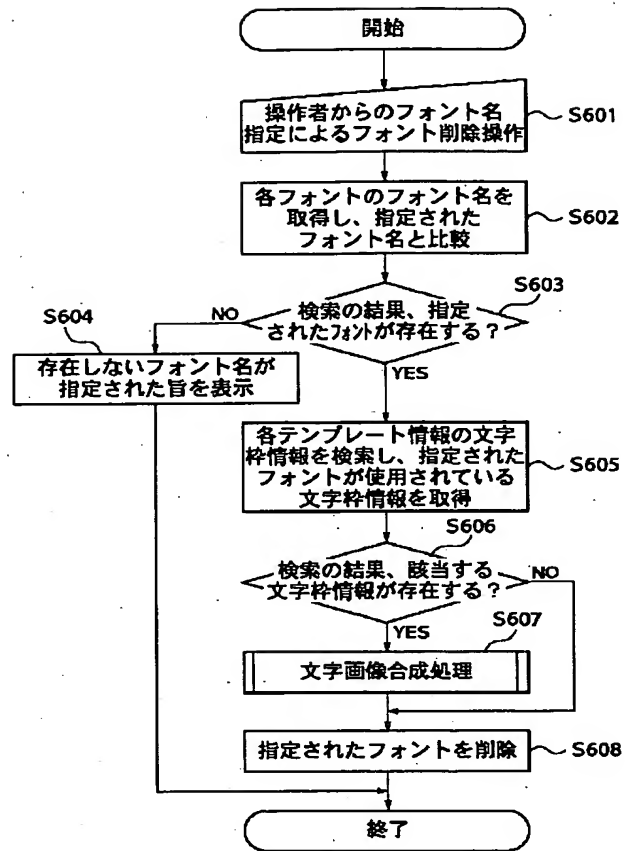 開始
操作者からのフォント名
指定によるフォント削除操作
S601
各フォントのフォント名を
取得し、指定された
フォント名と比較
S602
S603
検索の結果、指定
されたフォントが存在する?
NO
YES
S604
存在しないフォント名が
指定された旨を表示
各テンプレート情報の文字
枠情報を検索し、指定された
フォントが使用されている
文字枠情報を取得
S605
S606
検索の結果、該当する
文字枠情報が存在する?
NO
YES
S607
文字画像合成処理
指定されたフォントを削除
S608
終了